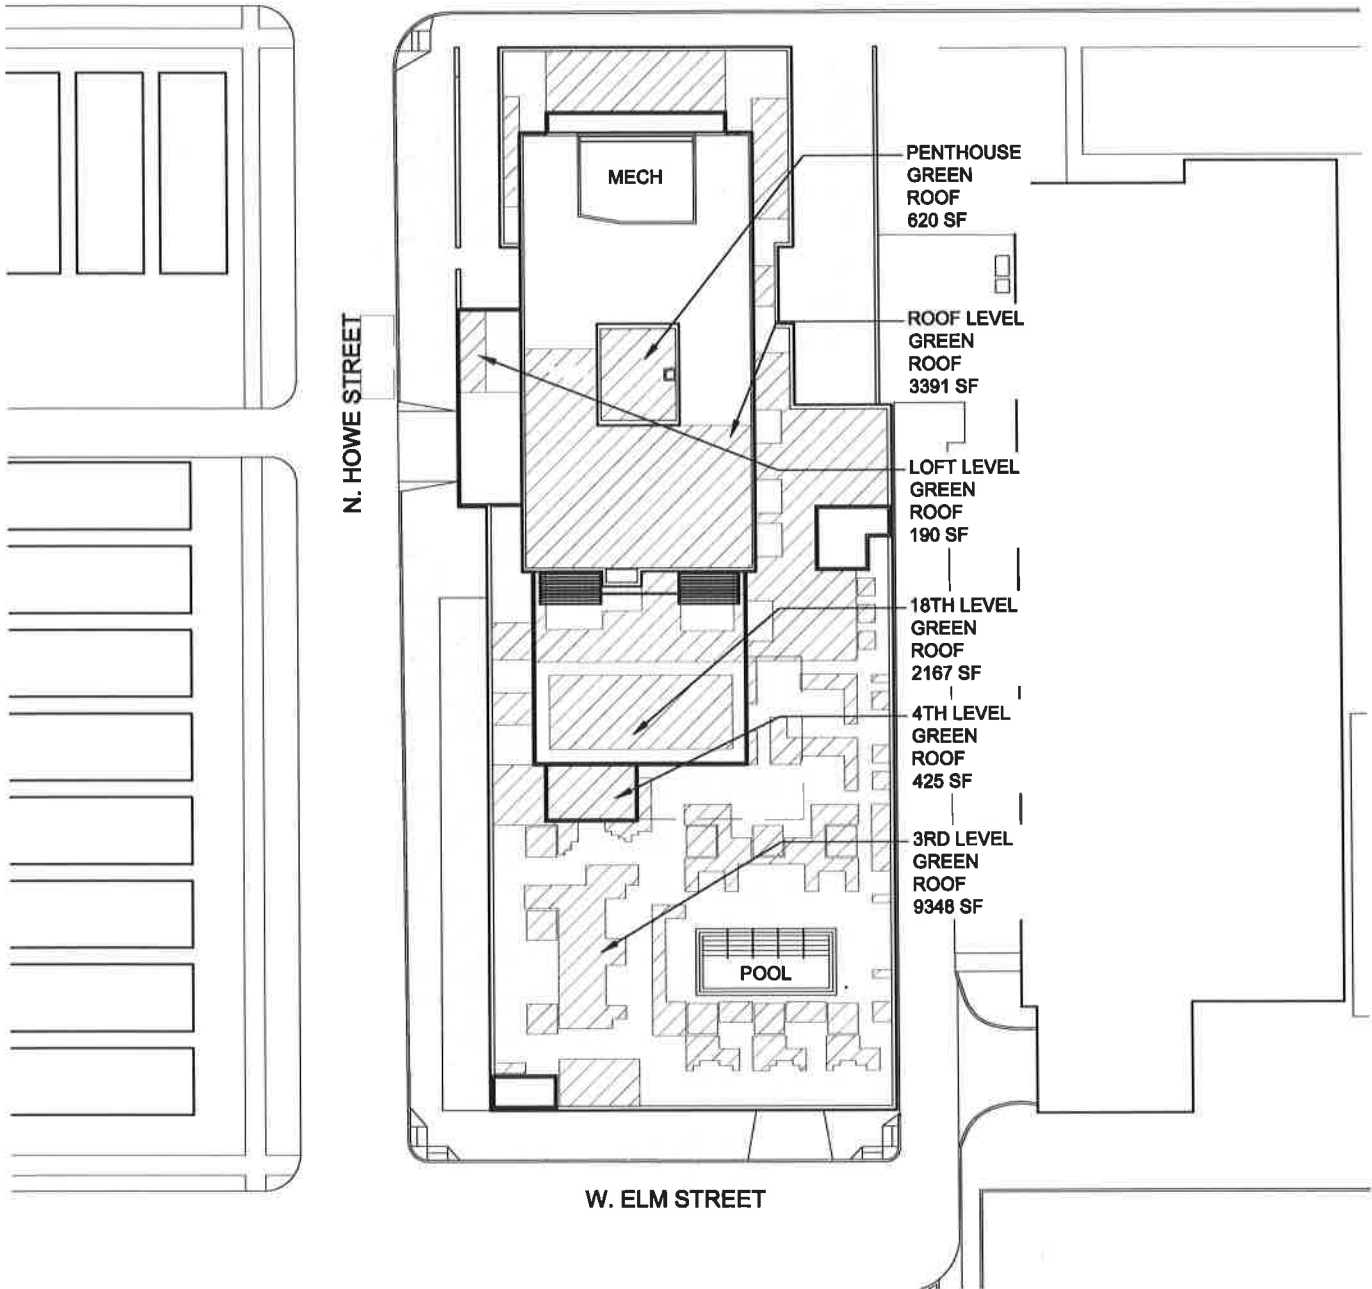 MECH
PENTHOUSE
GREEN
ROOF
620 SF
ROOF LEVEL
GREEN
ROOF
3391 SF
N. HOWE STREET
LOFT LEVEL
GREEN
ROOF
190 SF
18TH LEVEL
GREEN
ROOF
2167 SF
4TH LEVEL
GREEN
ROOF
425 SF
3RD LEVEL
GREEN
ROOF
9348 SF
POOL
W. ELM STREET